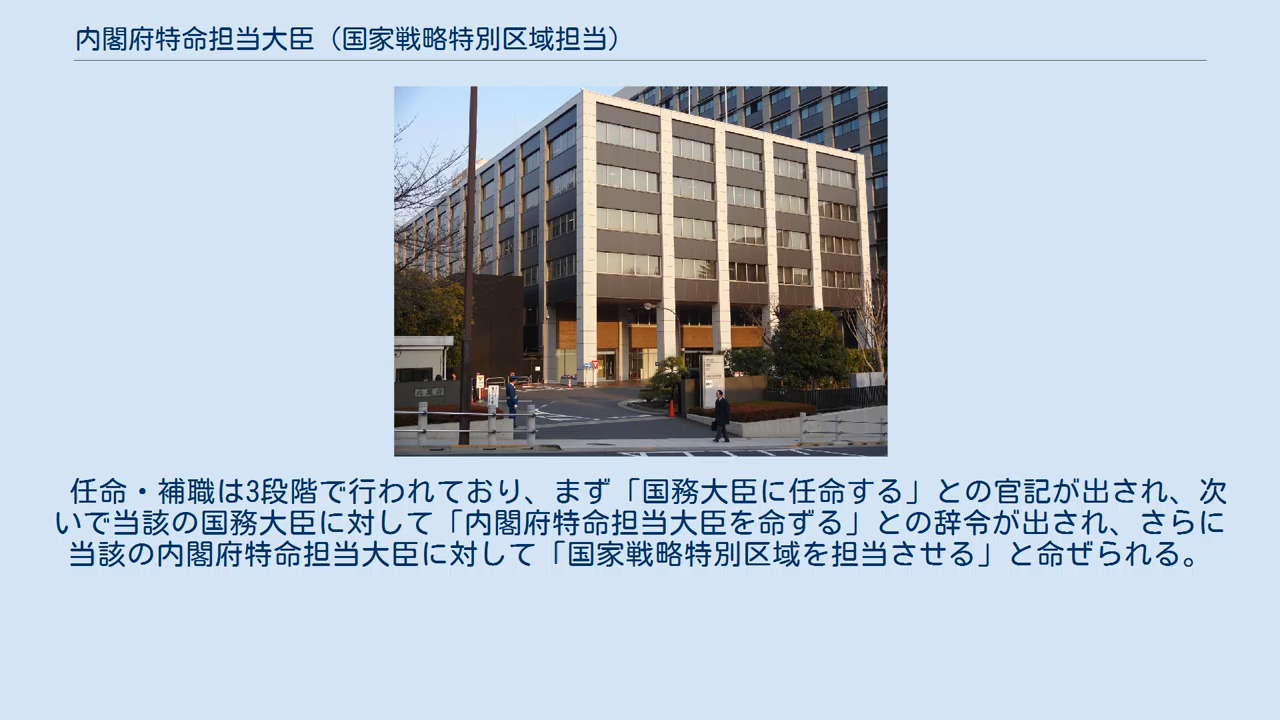 内閣府特命担当大臣（国家戦略特別区域担当）
任命・補職は3段階で行われており、まず「国務大臣に任命する」との官記が出され、次
いで当該の国務大臣に対して「内閣府特命担当大臣を命ずる」との辞令が出され、さらに
当該の内閣府特命担当大臣に対して「国家戦略特別区域を担当させる」と命ぜられる。